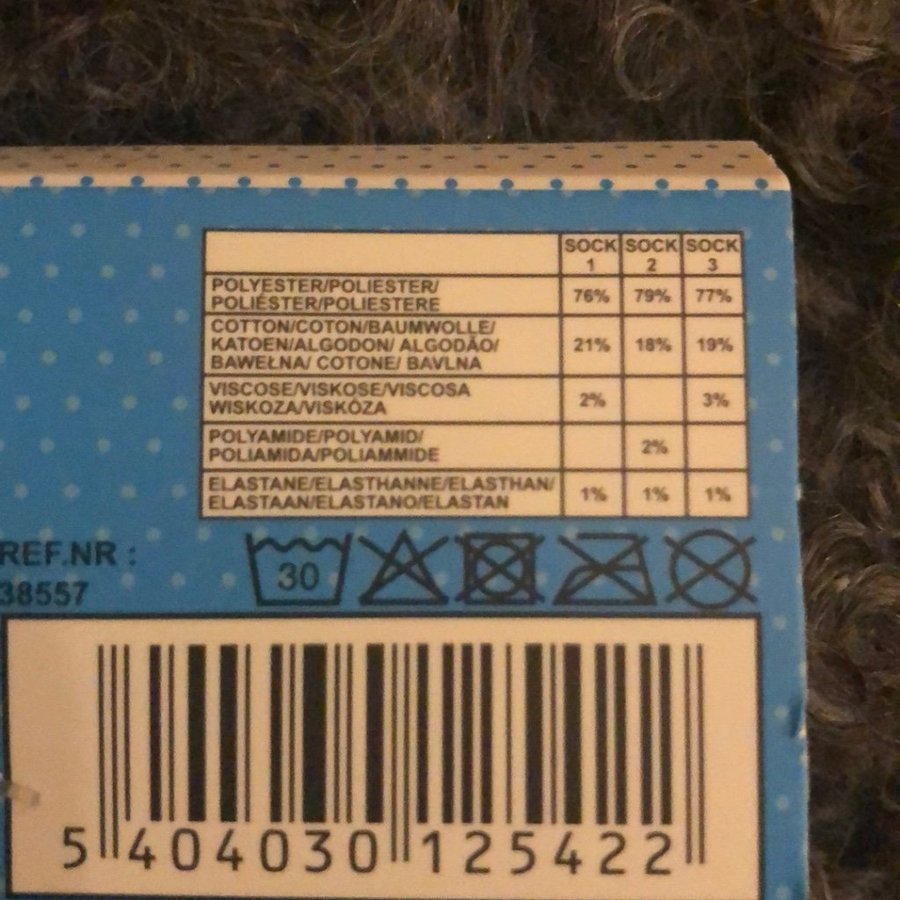 SOCK 1 SOCK 2 SOCK 3
POLYESTER/POLIESTER/
POLIÉSTER/POLIESTERE 76% 79% 77%
COTTON/COTON/BAUMWOLLE/
KATOEN/ALGODON/ ALGODÃO/ 21% 18% 19%
BAWEŁNA/ COTONE/ BAVLNA
VISCOSE/VISKOSE/VISCOSA
WISKOZA/VISKÓZA 2% 3%
POLYAMIDE/POLYAMID/
POLIAMIDA/POLIAMMIDE 2%
ELASTANE/ELASTHANNE/ELASTHAN/
ELASTAAN/ELASTANO/ELASTAN 1% 1% 1%
REF.NR :
38557
30
5 404030 125422